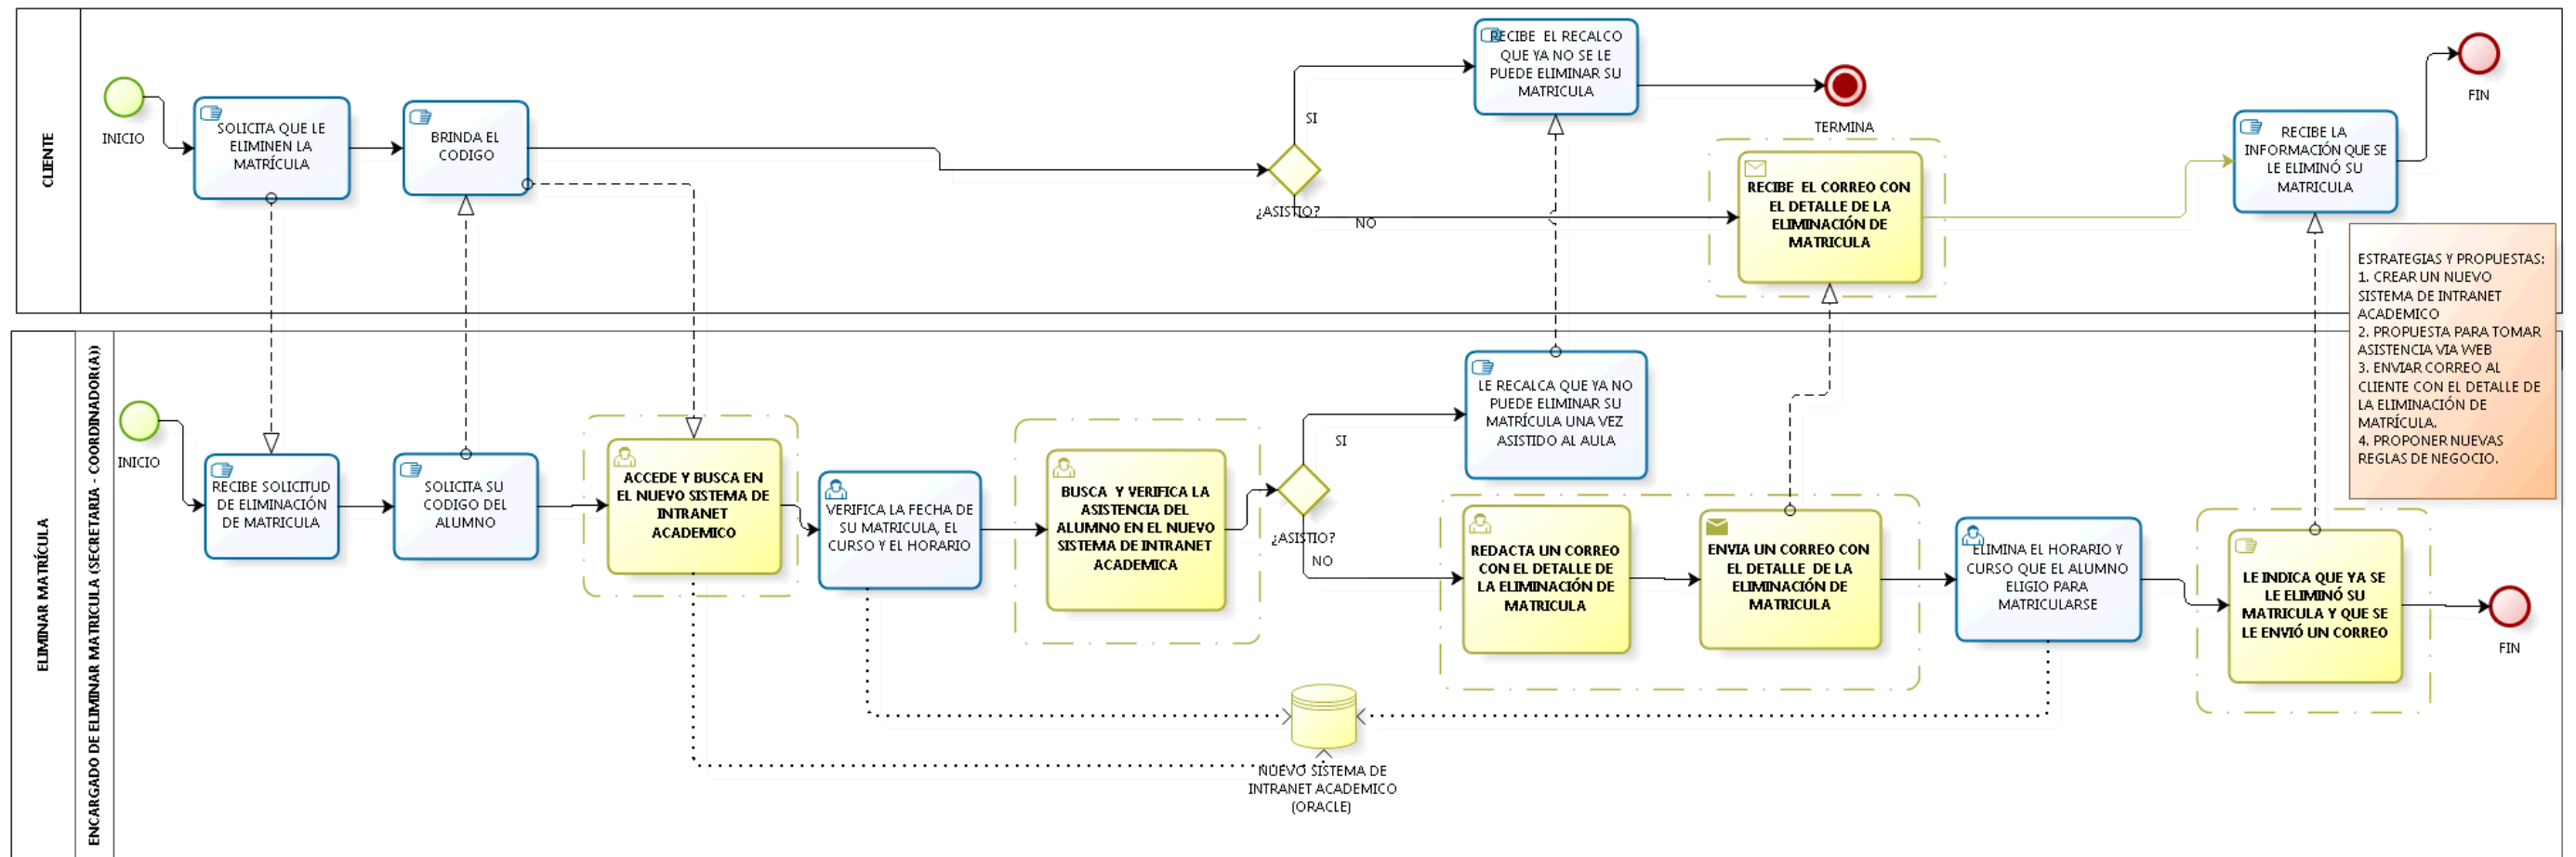 CLIENTE
INICIO
SOLICITA QUE LE
ELIMINEN LA
MATRÍCULA
BRINDA EL
CODIGO
¿ASISTIO?
SI
NO
RECIBE EL RECALCO
QUE YA NO SE LE
PUEDE ELIMINAR SU
MATRICULA
TERMINA
RECIBE EL CORREO CON
EL DETALLE DE LA
ELIMINACIÓN DE
MATRICULA
RECIBE LA
INFORMACIÓN QUE SE
LE ELIMINÓ SU
MATRICULA
FIN
ESTRATEGIAS Y PROPUESTAS:
1. CREAR UN NUEVO
SISTEMA DE INTRANET
ACADEMICO
2. PROPUESTA PARA TOMAR
ASISTENCIA VIA WEB
3. ENVIAR CORREO AL
CLIENTE CON EL DETALLE DE
LA ELIMINACIÓN DE
MATRÍCULA.
4. PROPONER NUEVAS
REGLAS DE NEGOCIO.
ELIMINAR MATRÍCULA
ENCARGADO DE ELIMINAR MATRICULA (SECRETARIA - COORDINADOR(A))
INICIO
RECIBE SOLICITUD
DE ELIMINACIÓN
DE MATRICULA
SOLICITA SU
CODIGO DEL
ALUMNO
ACCEDE Y BUSCA EN
EL NUEVO SISTEMA DE
INTRANET
ACADEMICO
VERIFICA LA FECHA DE
SU MATRICULA, EL
CURSO Y EL HORARIO
BUSCA Y VERIFICA LA
ASISTENCIA DEL
ALUMNO EN EL NUEVO
SISTEMA DE INTRANET
ACADEMICA
¿ASISTIO?
SI
NO
LE RECALCA QUE YA NO
PUEDE ELIMINAR SU
MATRÍCULA UNA VEZ
ASISTIDO AL AULA
REDACTA UN CORREO
CON EL DETALLE DE
LA ELIMINACIÓN DE
MATRICULA
ENVIA UN CORREO CON
EL DETALLE DE LA
ELIMINACIÓN DE
MATRICULA
ELIMINA EL HORARIO Y
CURSO QUE EL ALUMNO
ELIGIO PARA
MATRICULARSE
LE INDICA QUE YA SE
LE ELIMINÓ SU
MATRICULA Y QUE SE
LE ENVIÓ UN CORREO
FIN
NUEVO SISTEMA DE
INTRANET ACADEMICO
(ORACLE)